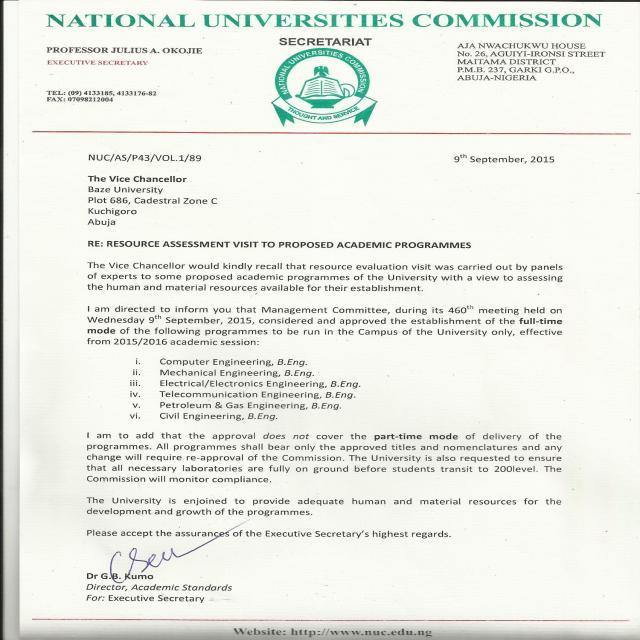 NATIONAL UNIVERSITIES COMMISSION
SECRETARIAT
PROFESSOR JULIUS A. OKOJIE
EXECUTIVE SECRETARY
TEL: (09) 4133185, 4133176-82
FAX: 07098212004
NATIONAL UNIVERSITIES COMMISSION
THOUGHT AND SERVICE
AJA NWACHUKWU HOUSE
No. 26, AGUIYI-IRONSI STREET
MAITAMA DISTRICT
P.M.B. 237, GARKI G.P.O.,
ABUJA-NIGERIA
NUC/AS/P43/VOL.1/89
9th September, 2015
The Vice Chancellor
Baze University
Plot 686, Cadestral Zone C
Kuchigoro
Abuja
RE: RESOURCE ASSESSMENT VISIT TO PROPOSED ACADEMIC PROGRAMMES
The Vice Chancellor would kindly recall that resource evaluation visit was carried out by panels
of experts to some proposed academic programmes of the University with a view to assessing
the human and material resources available for their establishment.
I am directed to inform you that Management Committee, during its 460th meeting held on
Wednesday 9th September, 2015, considered and approved the establishment of the full-time
mode of the following programmes to be run in the Campus of the University only, effective
from 2015/2016 academic session:
i. Computer Engineering, B.Eng.
ii. Mechanical Engineering, B.Eng.
iii. Electrical/Electronics Engineering, B.Eng.
iv. Telecommunication Engineering, B.Eng.
v. Petroleum & Gas Engineering, B.Eng.
vi. Civil Engineering, B.Eng.
I am to add that the approval does not cover the part-time mode of delivery of the
programmes. All programmes shall bear only the approved titles and nomenclatures and any
change will require re-approval of the Commission. The University is also requested to ensure
that all necessary laboratories are fully on ground before students transit to 200level. The
Commission will monitor compliance.
The University is enjoined to provide adequate human and material resources for the
development and growth of the programmes.
Please accept the assurances of the Executive Secretary's highest regards.
Dr G.B. Kumo
Director, Academic Standards
For: Executive Secretary
Website: http://www.nuc.edu.ng